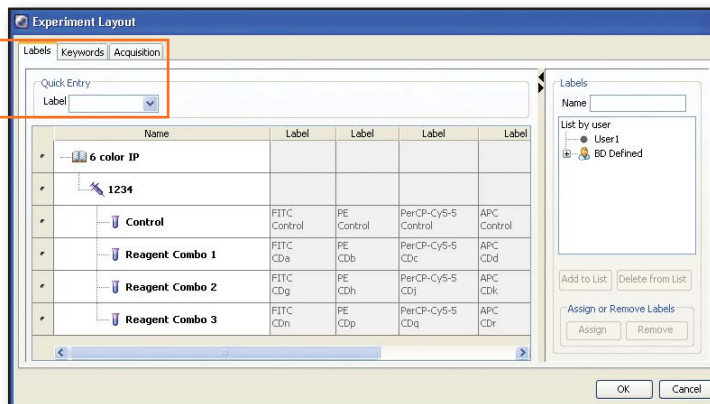 Experiment Layout
Labels Keywords Acquisition
Quick Entry
Label
Name Label Label Label Label
6 color IP
1234
Control FITC Control PE Control PerCP-Cy5-5 Control APC Control
Reagent Combo 1 FITC CDa PE CDb PerCP-Cy5-5 CDc APC CDd
Reagent Combo 2 FITC CDg PE CDh PerCP-Cy5-5 CDj APC CDk
Reagent Combo 3 FITC CDn PE CDp PerCP-Cy5-5 CDq APC CDr
Labels
Name
List by user
User1
BD Defined
Add to List Delete from List
Assign or Remove Labels
Assign Remove
OK Cancel